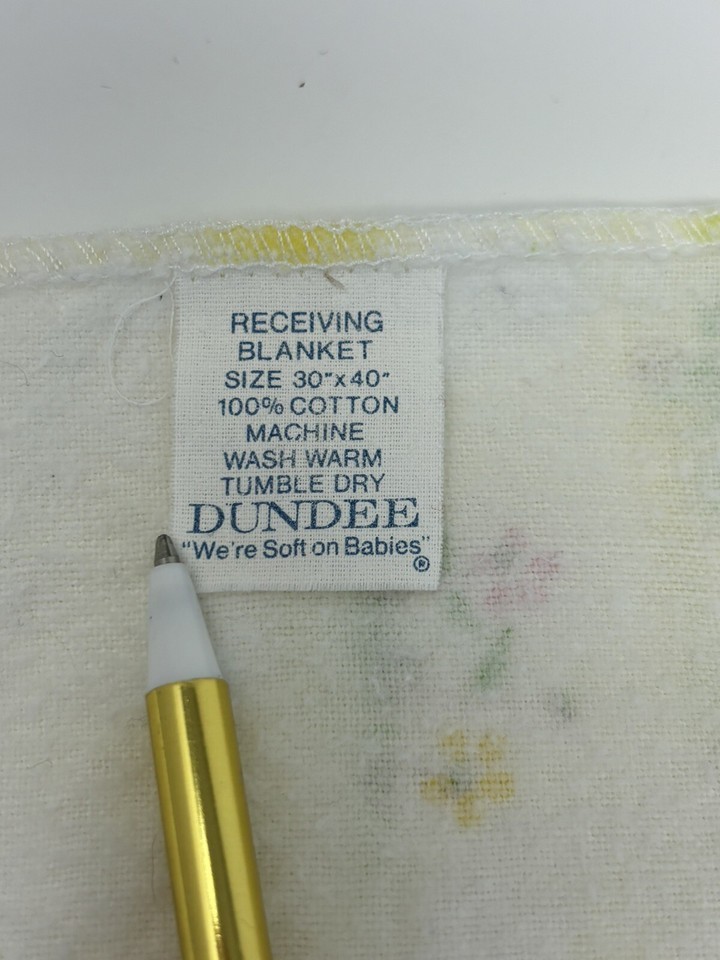 RECEIVING
BLANKET
SIZE 30"x40"
100% COTTON
MACHINE
WASH WARM
TUMBLE DRY
DUNDEE
"We're Soft on Babies"
®